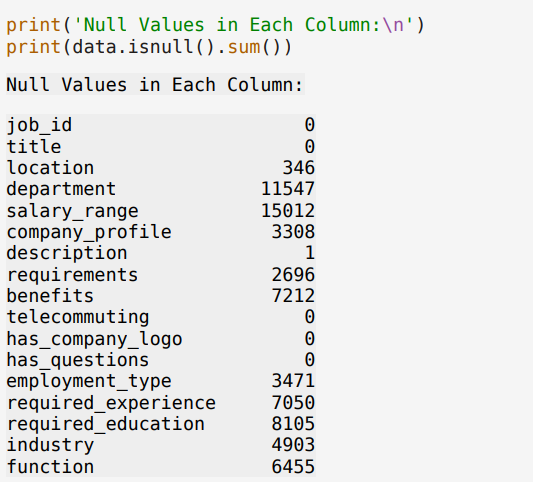 print('Null Values in Each Column:\n')
print(data.isnull().sum())
Null Values in Each Column:
job_id 0
title 0
location 346
department 11547
salary_range 15012
company_profile 3308
description 1
requirements 2696
benefits 7212
telecommuting 0
has_company_logo 0
has_questions 0
employment_type 3471
required_experience 7050
required_education 8105
industry 4903
function 6455